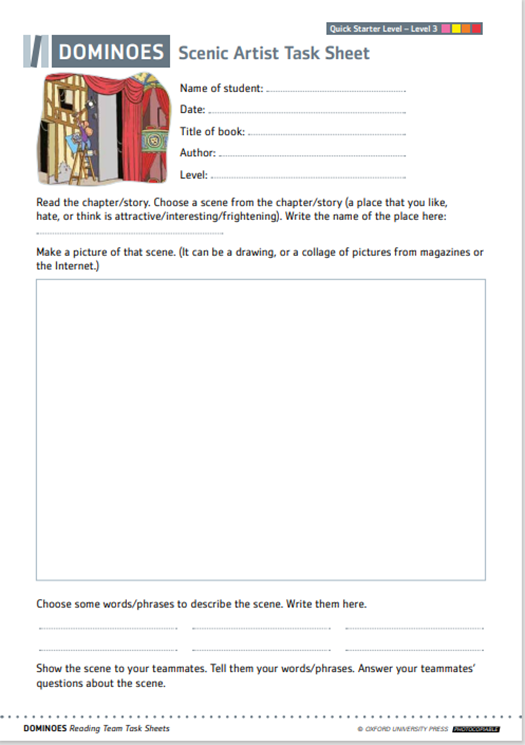 Quick Starter Level – Level 3
DOMINOES Scenic Artist Task Sheet
Name of student:
Date:
Title of book:
Author:
Level:
Read the chapter/story. Choose a scene from the chapter/story (a place that you like,
hate, or think is attractive/interesting/frightening). Write the name of the place here:
Make a picture of that scene. (It can be a drawing, or a collage of pictures from magazines or
the Internet.)
Choose some words/phrases to describe the scene. Write them here.
Show the scene to your teammates. Tell them your words/phrases. Answer your teammates’
questions about the scene.
DOMINOES Reading Team Task Sheets
© OXFORD UNIVERSITY PRESS PHOTOCOPIABLE